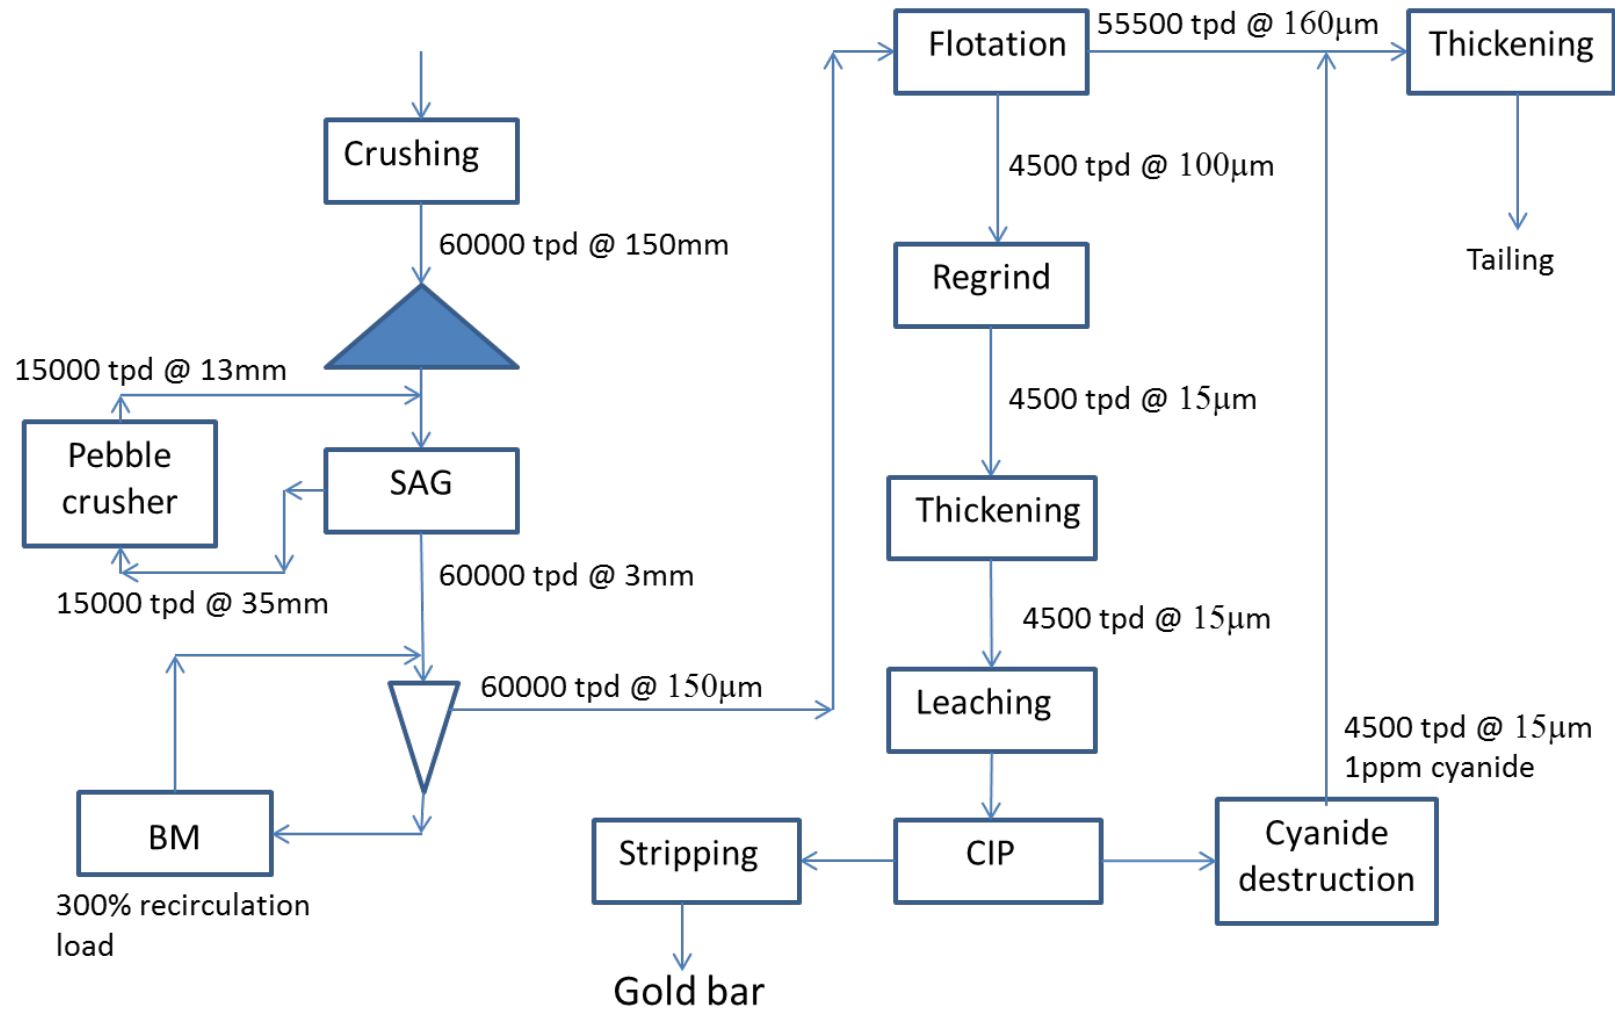 Crushing
60000 tpd @ 150mm
15000 tpd @ 13mm
Pebble
crusher
SAG
15000 tpd @ 35mm
60000 tpd @ 3mm
60000 tpd @ 150μm
BM
300% recirculation
load
Flotation
55500 tpd @ 160μm
Thickening
Tailing
4500 tpd @ 100μm
Regrind
4500 tpd @ 15μm
Thickening
4500 tpd @ 15μm
Leaching
CIP
Stripping
Gold bar
Cyanide
destruction
4500 tpd @ 15μm
1ppm cyanide